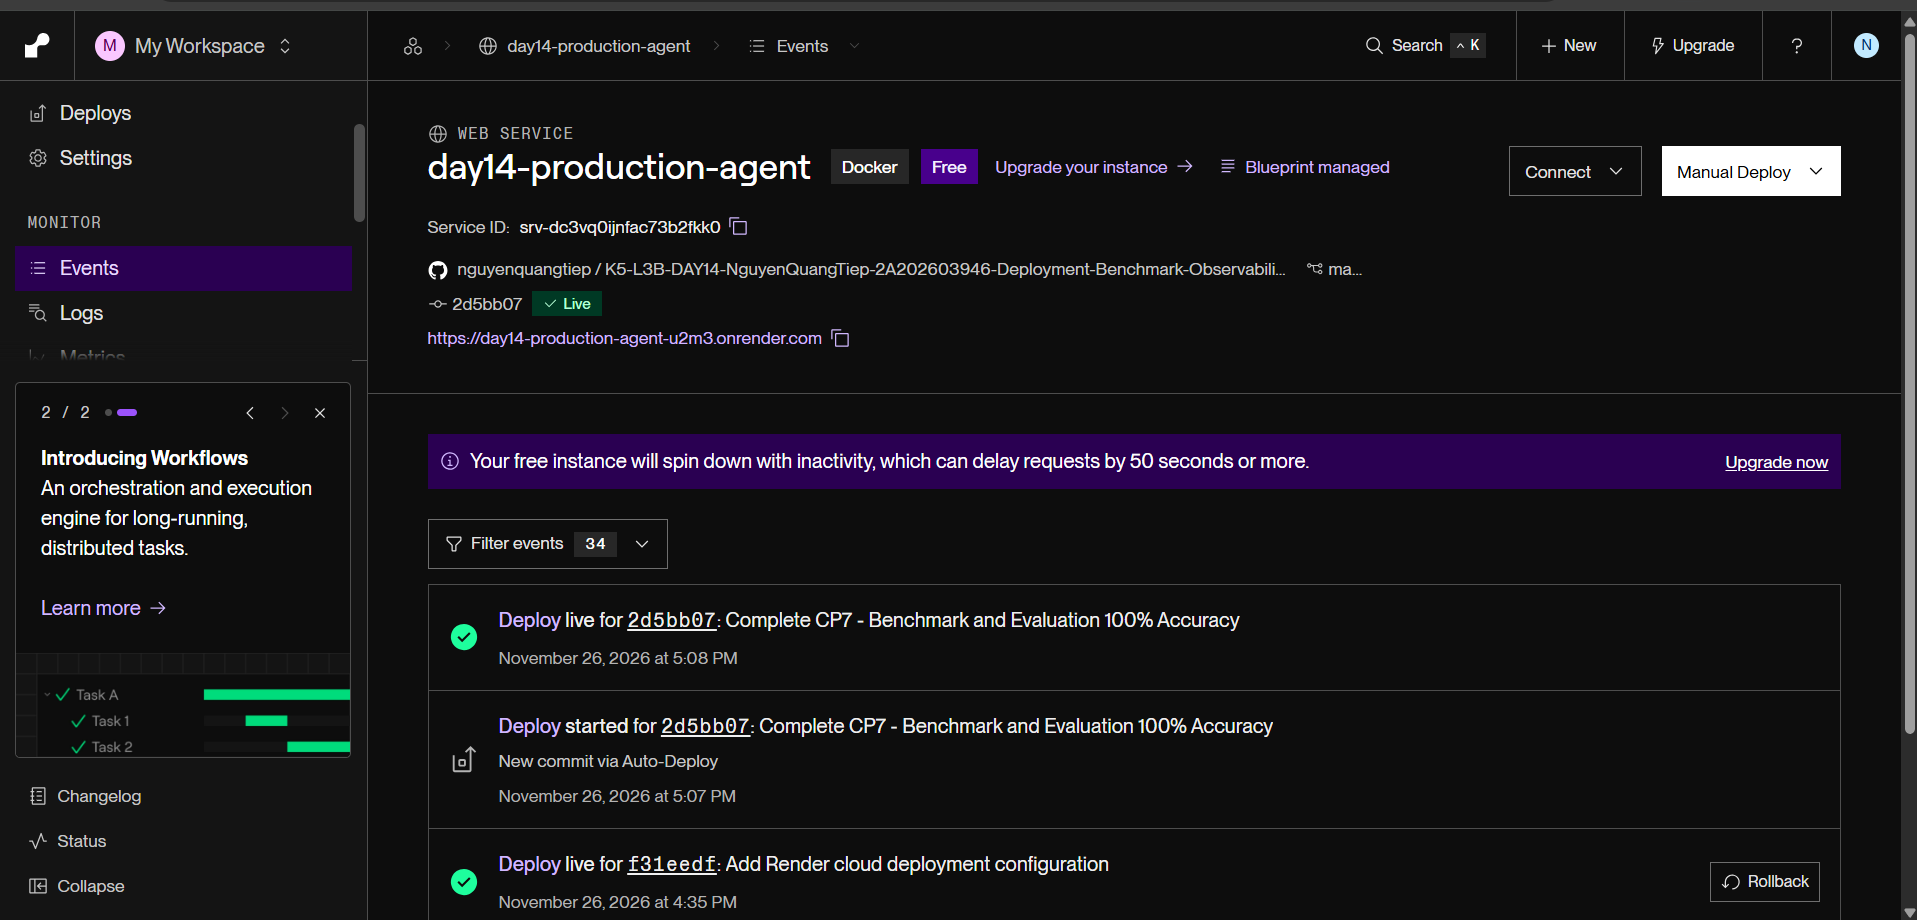 M My Workspace
day14-production-agent
Events
Search ^ K
+ New
Upgrade
?
N
Deploys
Settings
MONITOR
Events
Logs
Metrics
2 / 2
Introducing Workflows
An orchestration and execution
engine for long-running,
distributed tasks.
Learn more →
Task A
Task 1
Task 2
Changelog
Status
Collapse
WEB SERVICE
day14-production-agent Docker Free Upgrade your instance → Blueprint managed
Connect
Manual Deploy
Service ID: srv-dc3vq0ijnfac73b2fkk0
nguyenquangtiep / K5-L3B-DAY14-NguyenQuangTiep-2A202603946-Deployment-Benchmark-Observabili... ma...
2d5bb07 Live
https://day14-production-agent-u2m3.onrender.com
Your free instance will spin down with inactivity, which can delay requests by 50 seconds or more.
Upgrade now
Filter events 34
Deploy live for 2d5bb07: Complete CP7 - Benchmark and Evaluation 100% Accuracy
November 26, 2026 at 5:08 PM
Deploy started for 2d5bb07: Complete CP7 - Benchmark and Evaluation 100% Accuracy
New commit via Auto-Deploy
November 26, 2026 at 5:07 PM
Deploy live for f31eedf: Add Render cloud deployment configuration
November 26, 2026 at 4:35 PM
Rollback